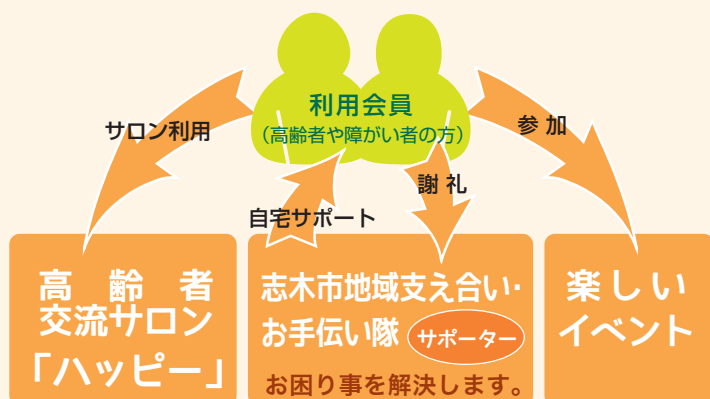 利用会員
（高齢者や障がい者の方）
サロン利用
参加
謝礼
自宅サポート
高齢者
交流サロン
「ハッピー」
志木市地域支え合い・
お手伝い隊 サポーター
お困り事を解決します。
楽しい
イベント